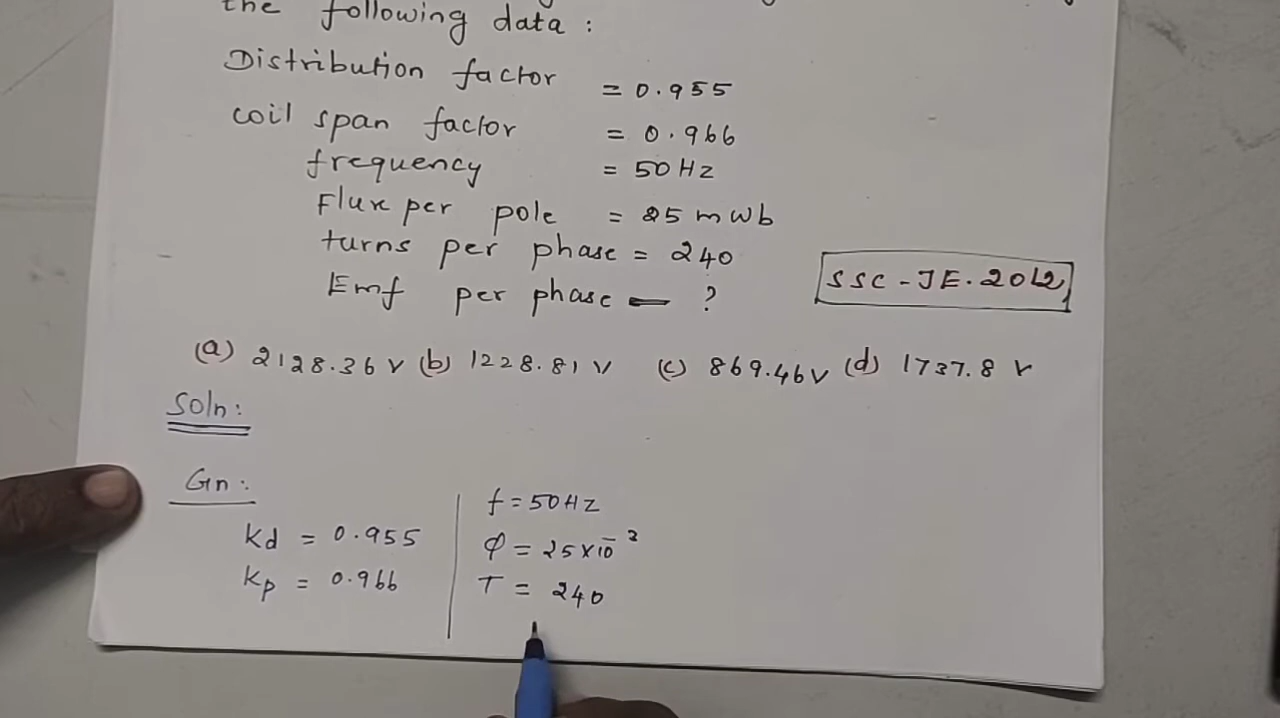 the following data :
Distribution factor = 0.955
coil span factor = 0.966
frequency = 50 Hz
Flux per pole = 25 mwb
turns per phase = 240
Emf per phase — ?
SSC - JE. 2012
(a) 2128.36 V (b) 1228.81 V (c) 869.46 V (d) 1737.8 V
Soln :
Gn :
kd = 0.955
kp = 0.966
f = 50 Hz
φ = 25 × 10⁻³
T = 240